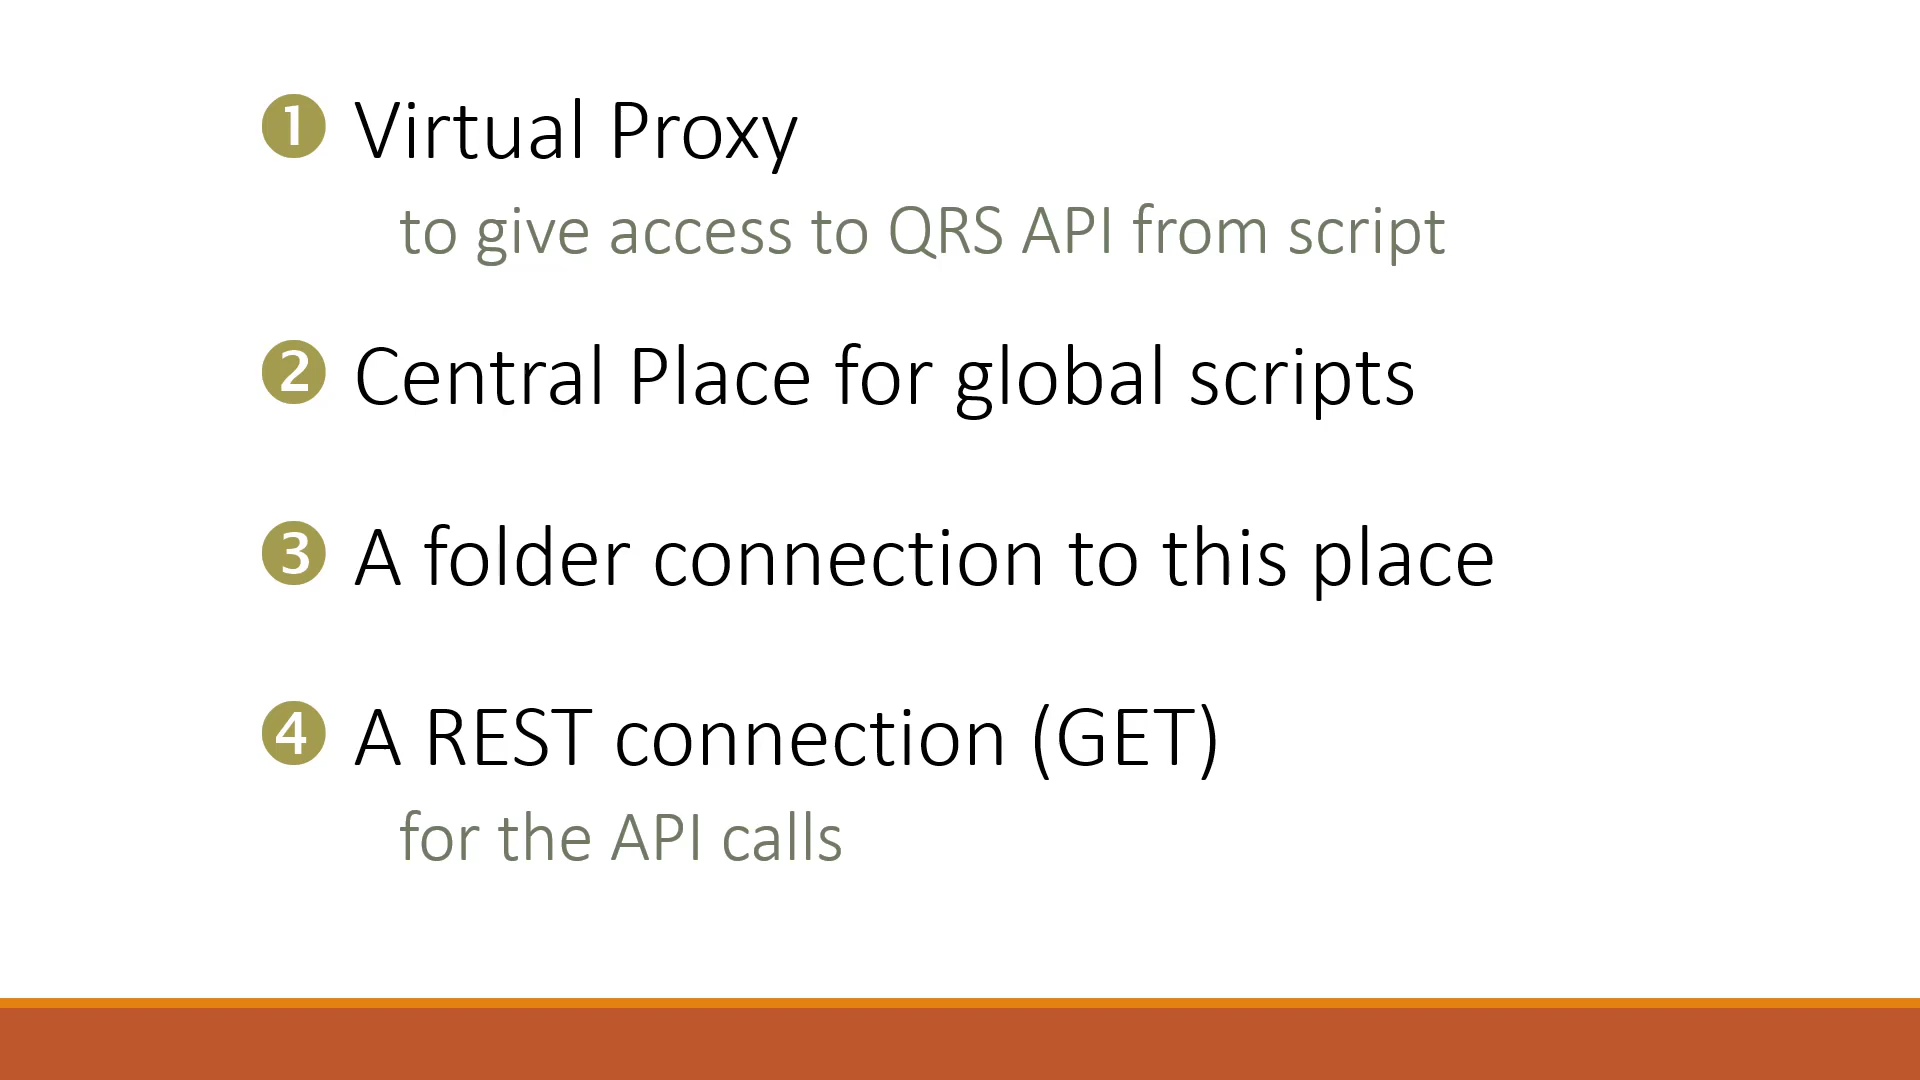 ❶ Virtual Proxy
to give access to QRS API from script
❷ Central Place for global scripts
❸ A folder connection to this place
❹ A REST connection (GET)
for the API calls